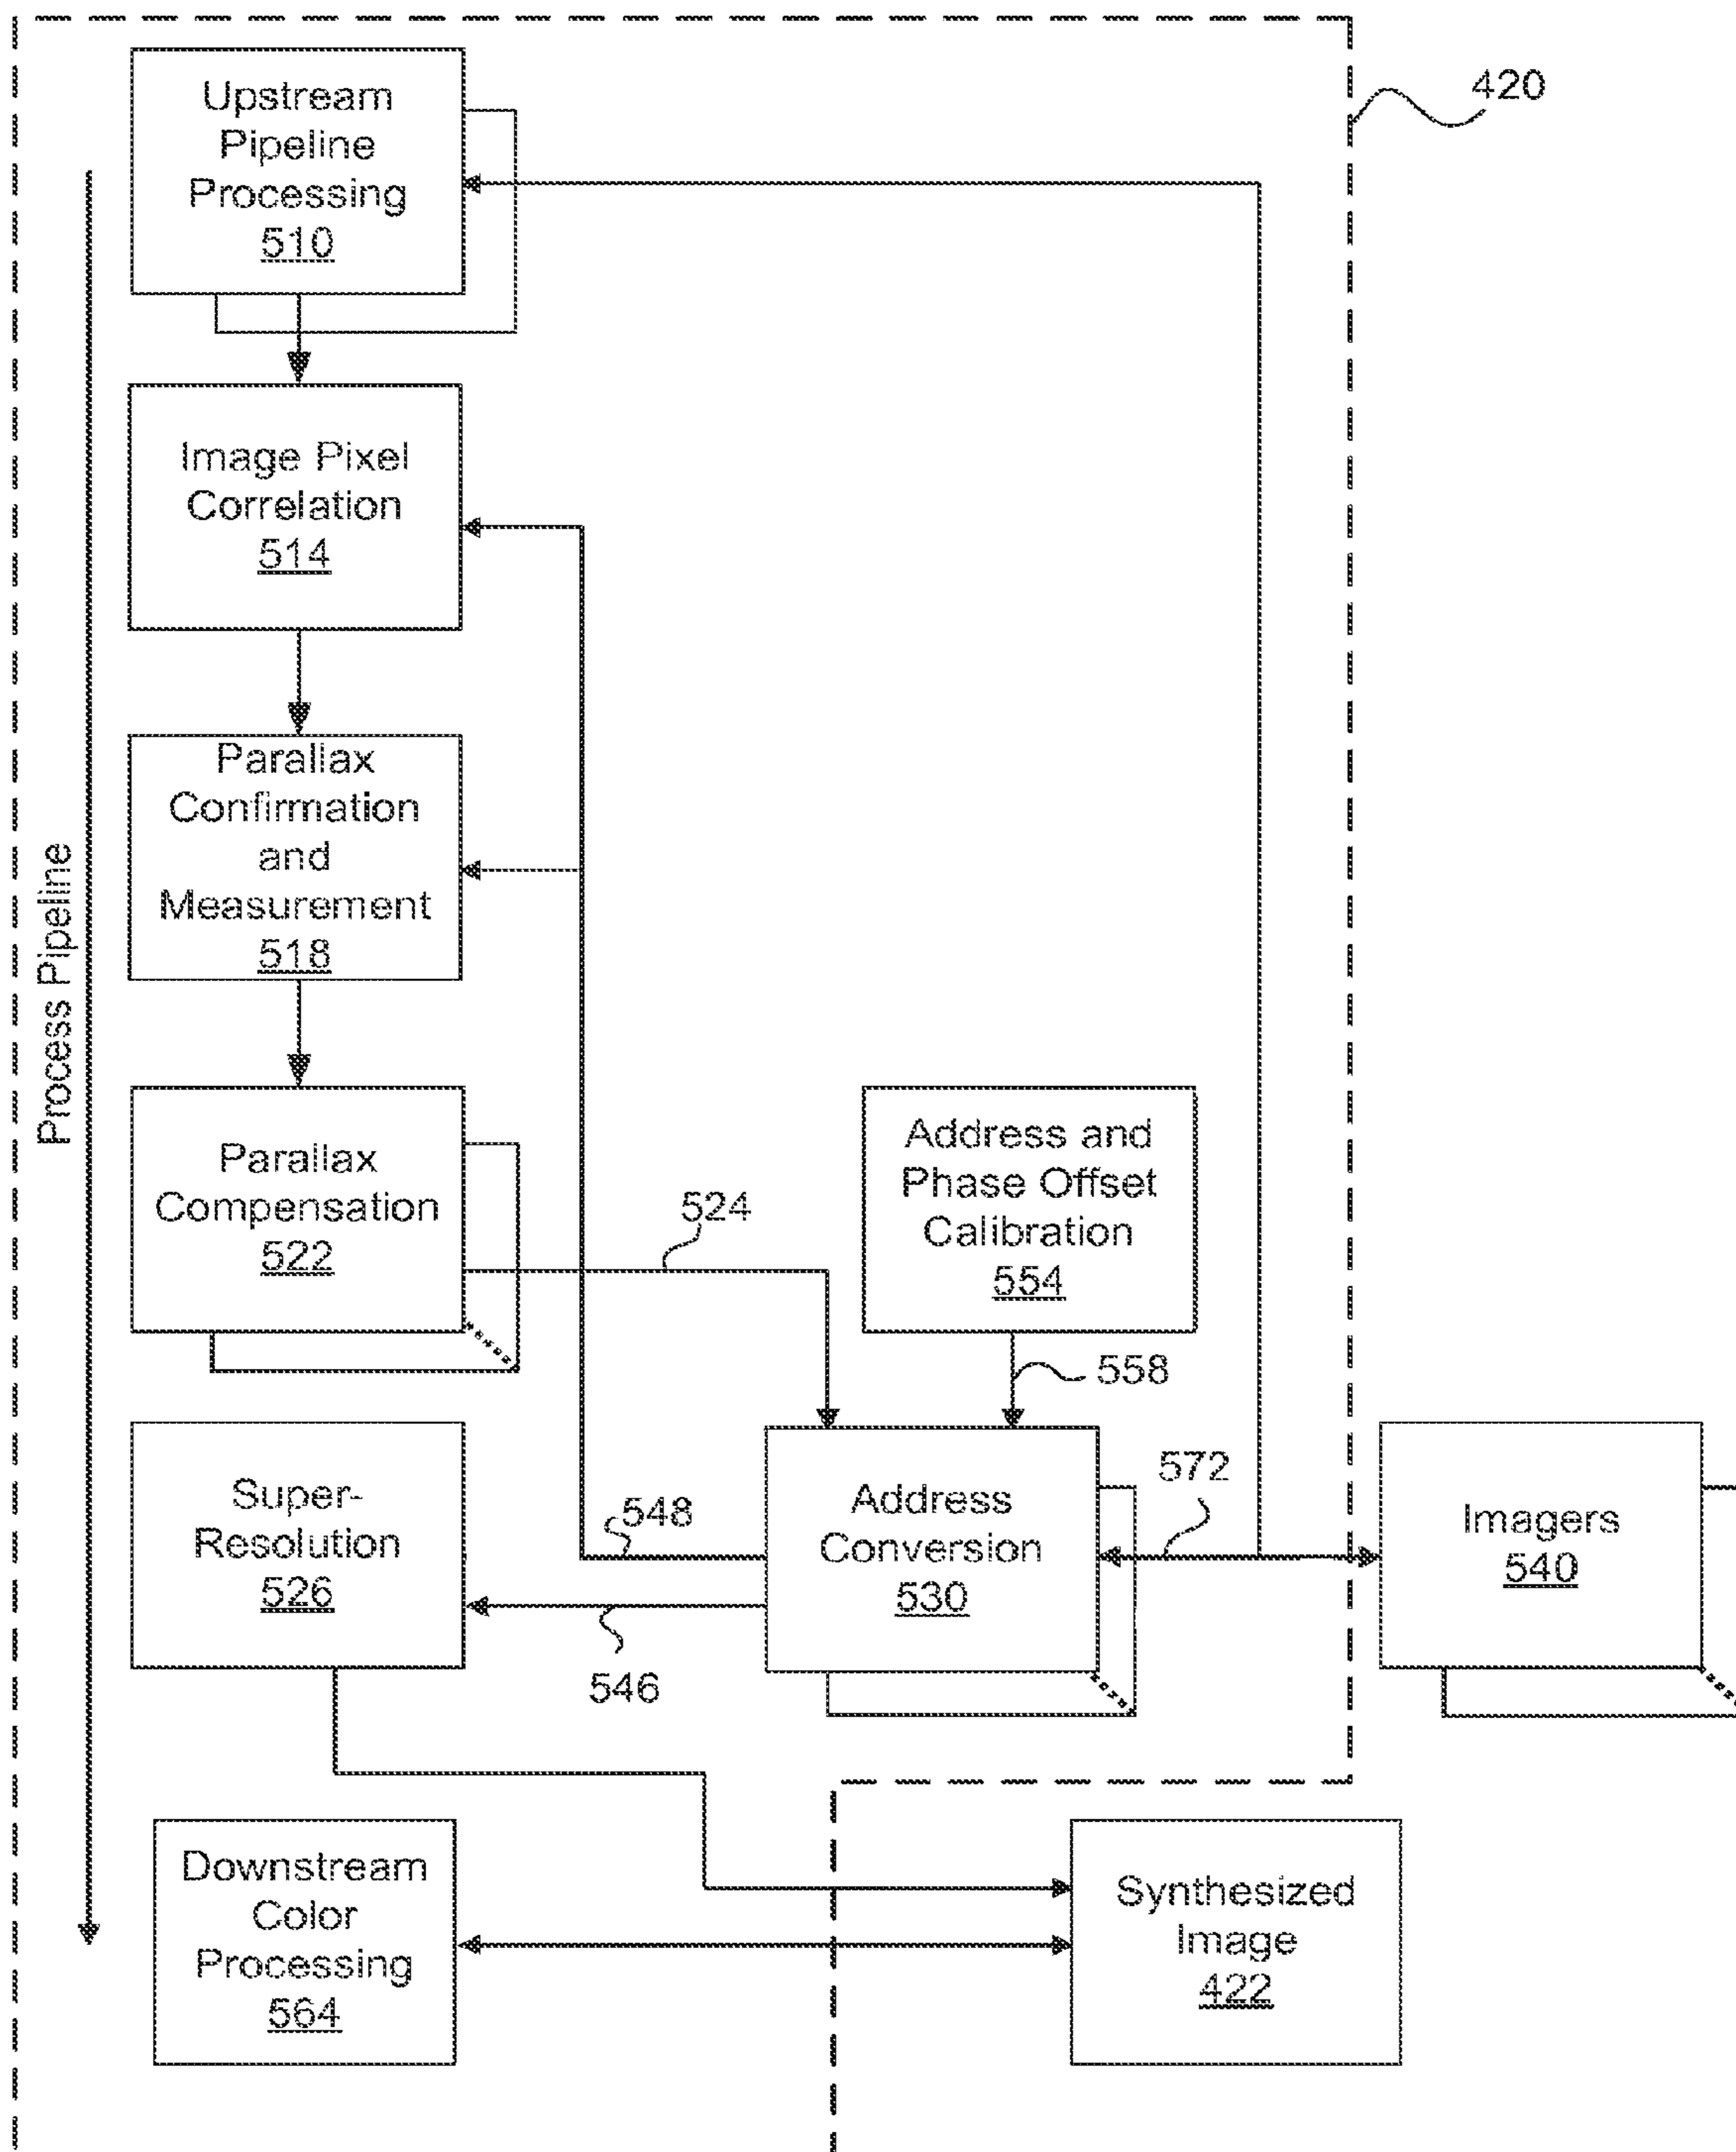 420
Upstream
Pipeline
Processing
510
Image Pixel
Correlation
514
Process Pipeline
Parallax
Confirmation
and
Measurement
518
Parallax
Compensation
522
524
Address and
Phase Offset
Calibration
554
558
Super-
Resolution
526
548
546
Address
Conversion
530
572
Imagers
540
Downstream
Color
Processing
564
Synthesized
Image
422